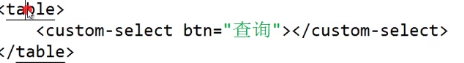 <table>
<custom-select btn="查询"></custom-select>
</table>